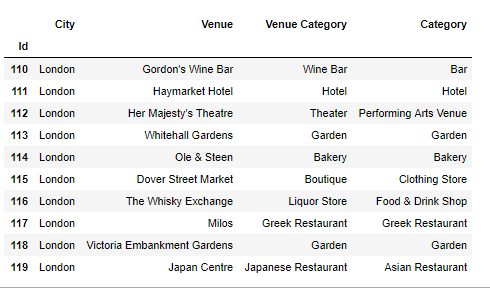 City Venue Venue Category Category
Id
110 London Gordon's Wine Bar Wine Bar Bar
111 London Haymarket Hotel Hotel Hotel
112 London Her Majesty's Theatre Theater Performing Arts Venue
113 London Whitehall Gardens Garden Garden
114 London Ole & Steen Bakery Bakery
115 London Dover Street Market Boutique Clothing Store
116 London The Whisky Exchange Liquor Store Food & Drink Shop
117 London Milos Greek Restaurant Greek Restaurant
118 London Victoria Embankment Gardens Garden Garden
119 London Japan Centre Japanese Restaurant Asian Restaurant